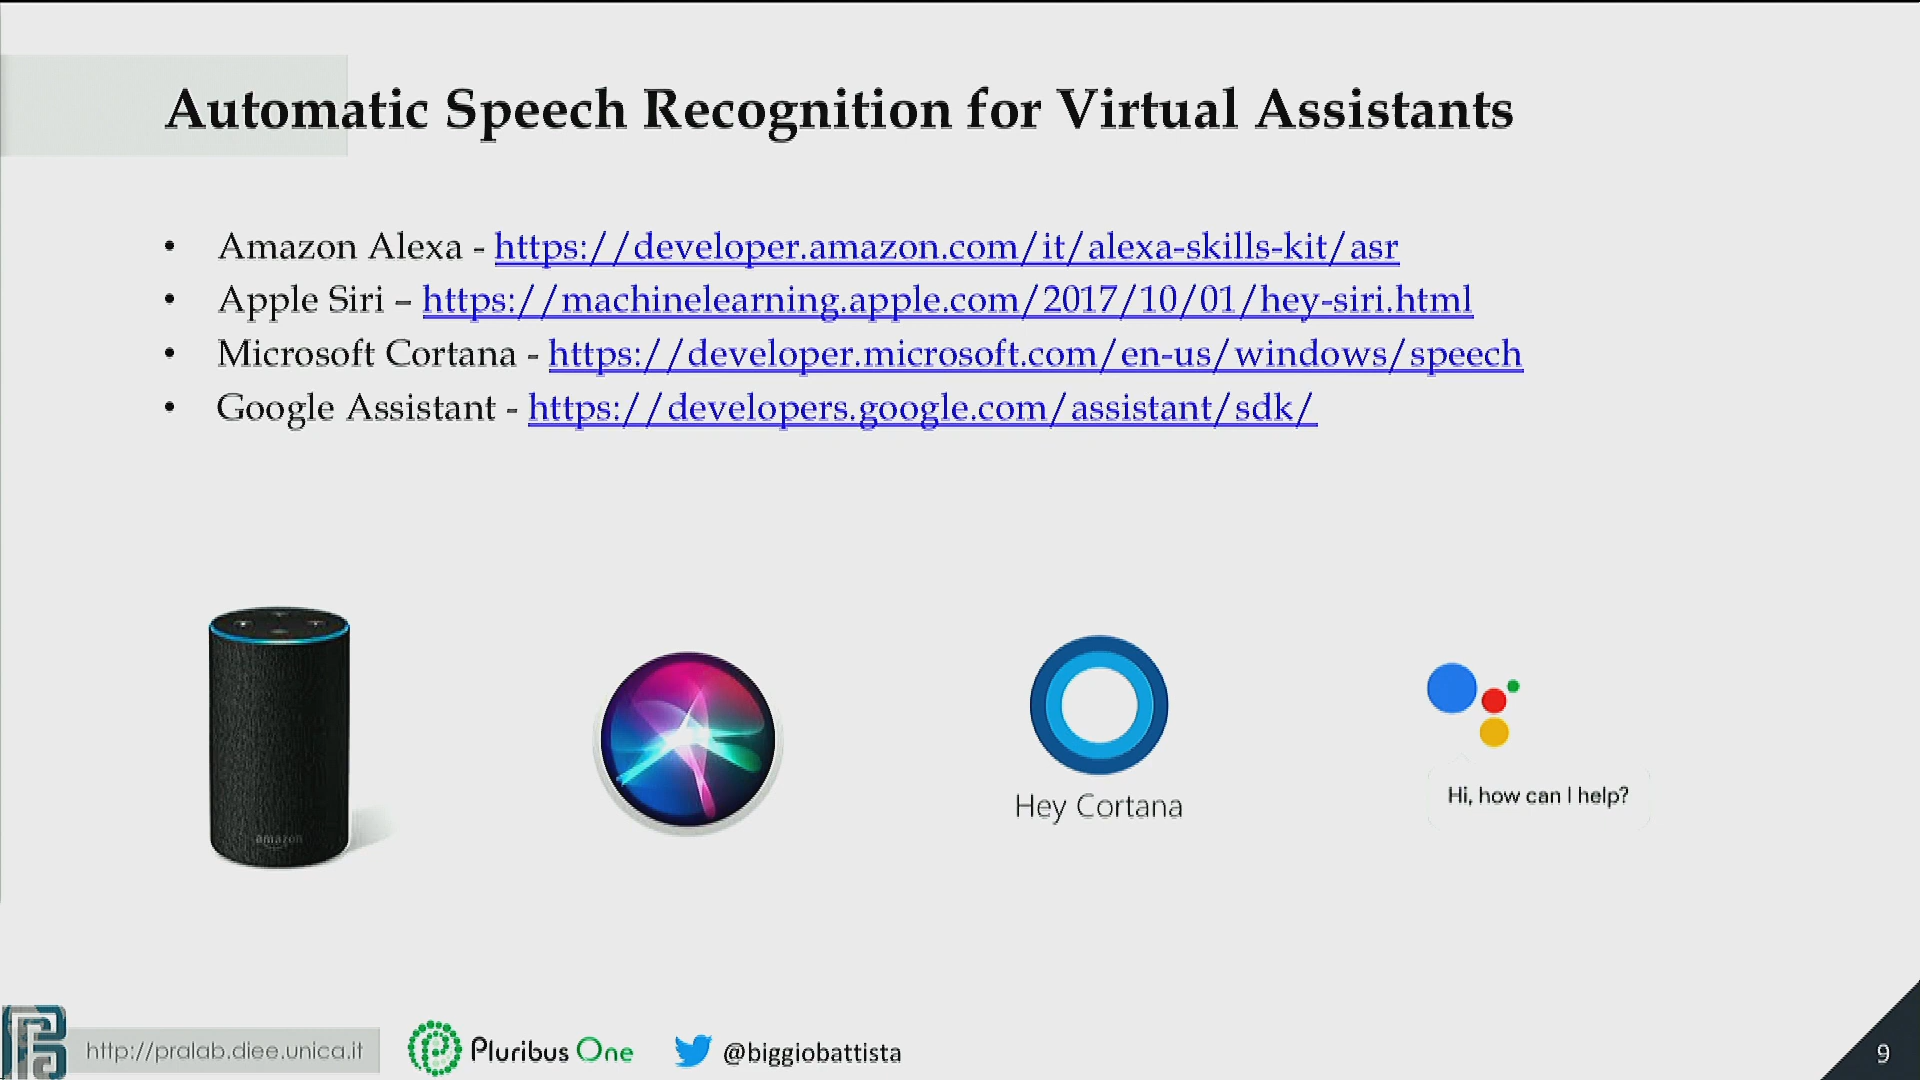 Automatic Speech Recognition for Virtual Assistants
• Amazon Alexa - https://developer.amazon.com/it/alexa-skills-kit/asr
• Apple Siri – https://machinelearning.apple.com/2017/10/01/hey-siri.html
• Microsoft Cortana - https://developer.microsoft.com/en-us/windows/speech
• Google Assistant - https://developers.google.com/assistant/sdk/
amazon
Hey Cortana
Hi, how can I help?
http://pralab.diee.unica.it
Pluribus One
@biggiobattista
9